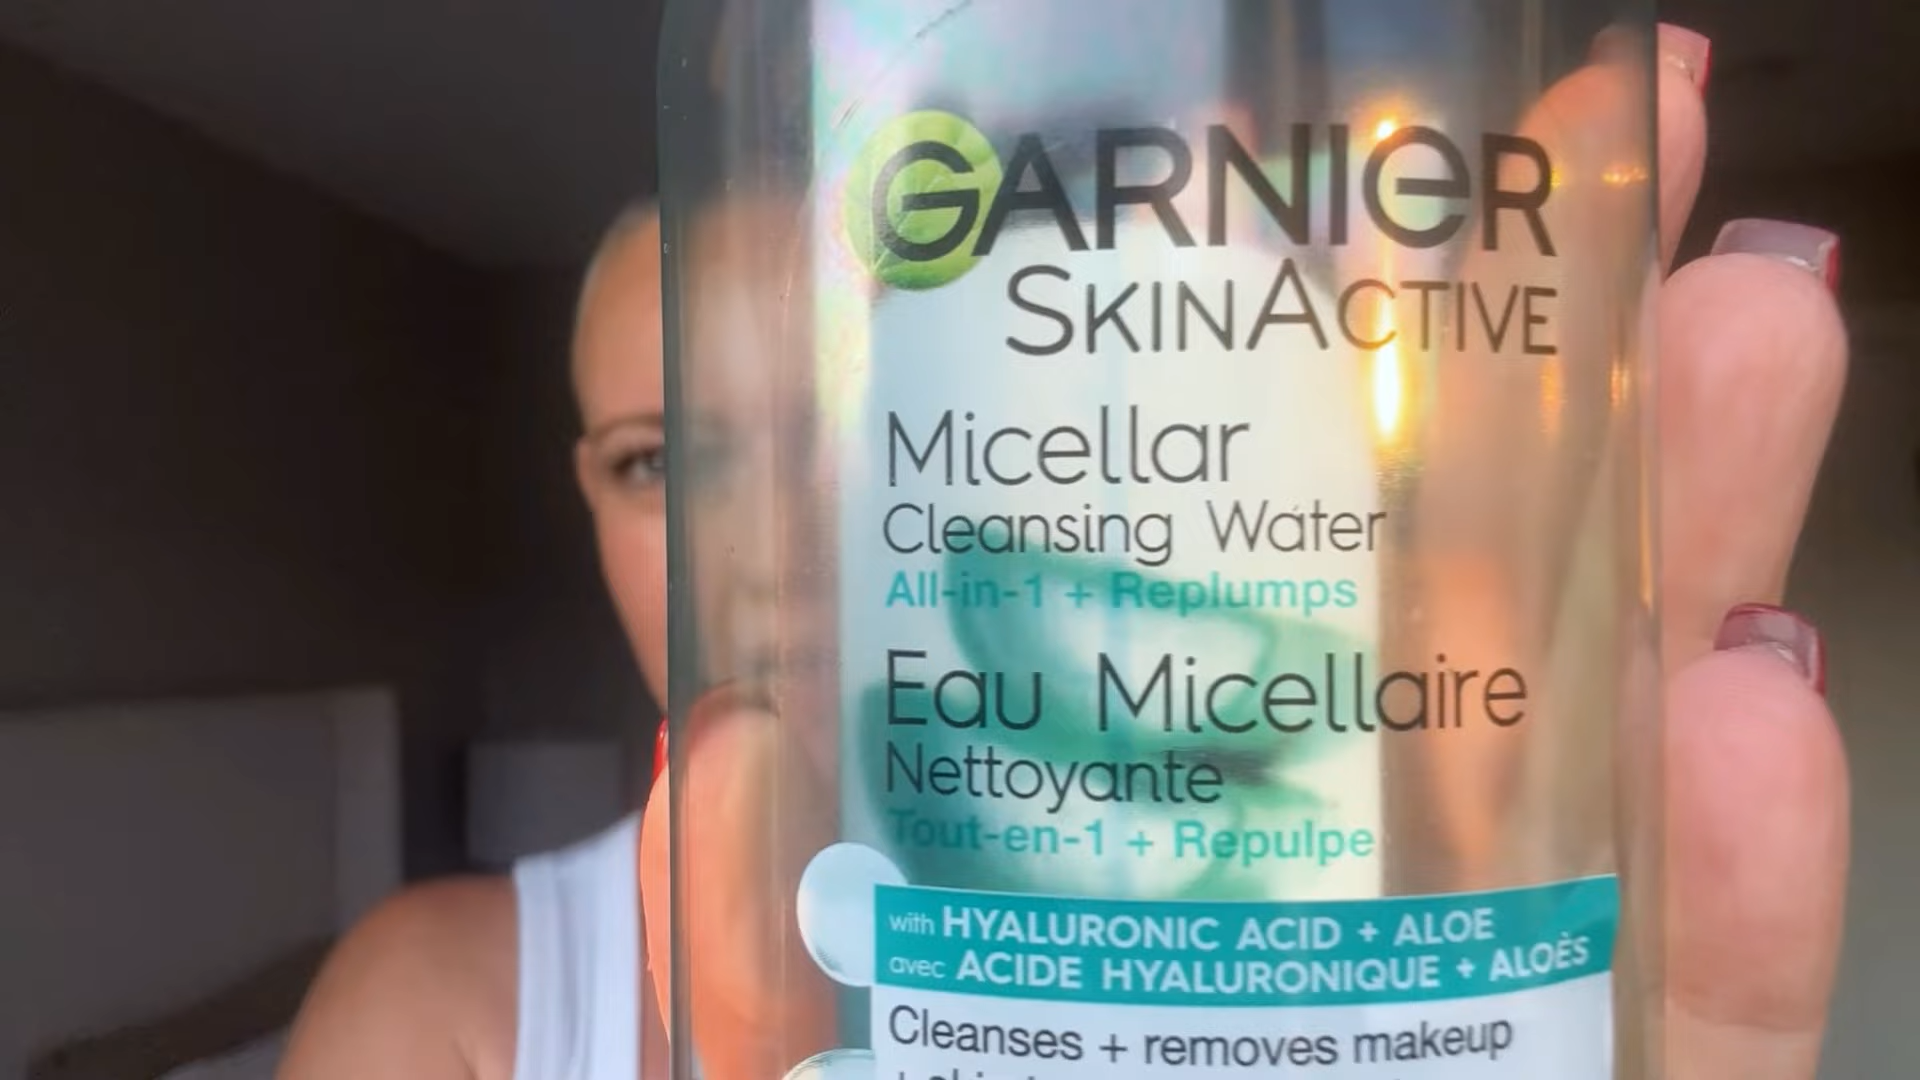 GARNIER
SKINACTIVE
Micellar
Cleansing Water
All-in-1 + Replumps
Eau Micellaire
Nettoyante
Tout-en-1 + Repulpe
with HYALURONIC ACID + ALOE
avec ACIDE HYALURONIQUE + ALOÈS
Cleanses + removes makeup